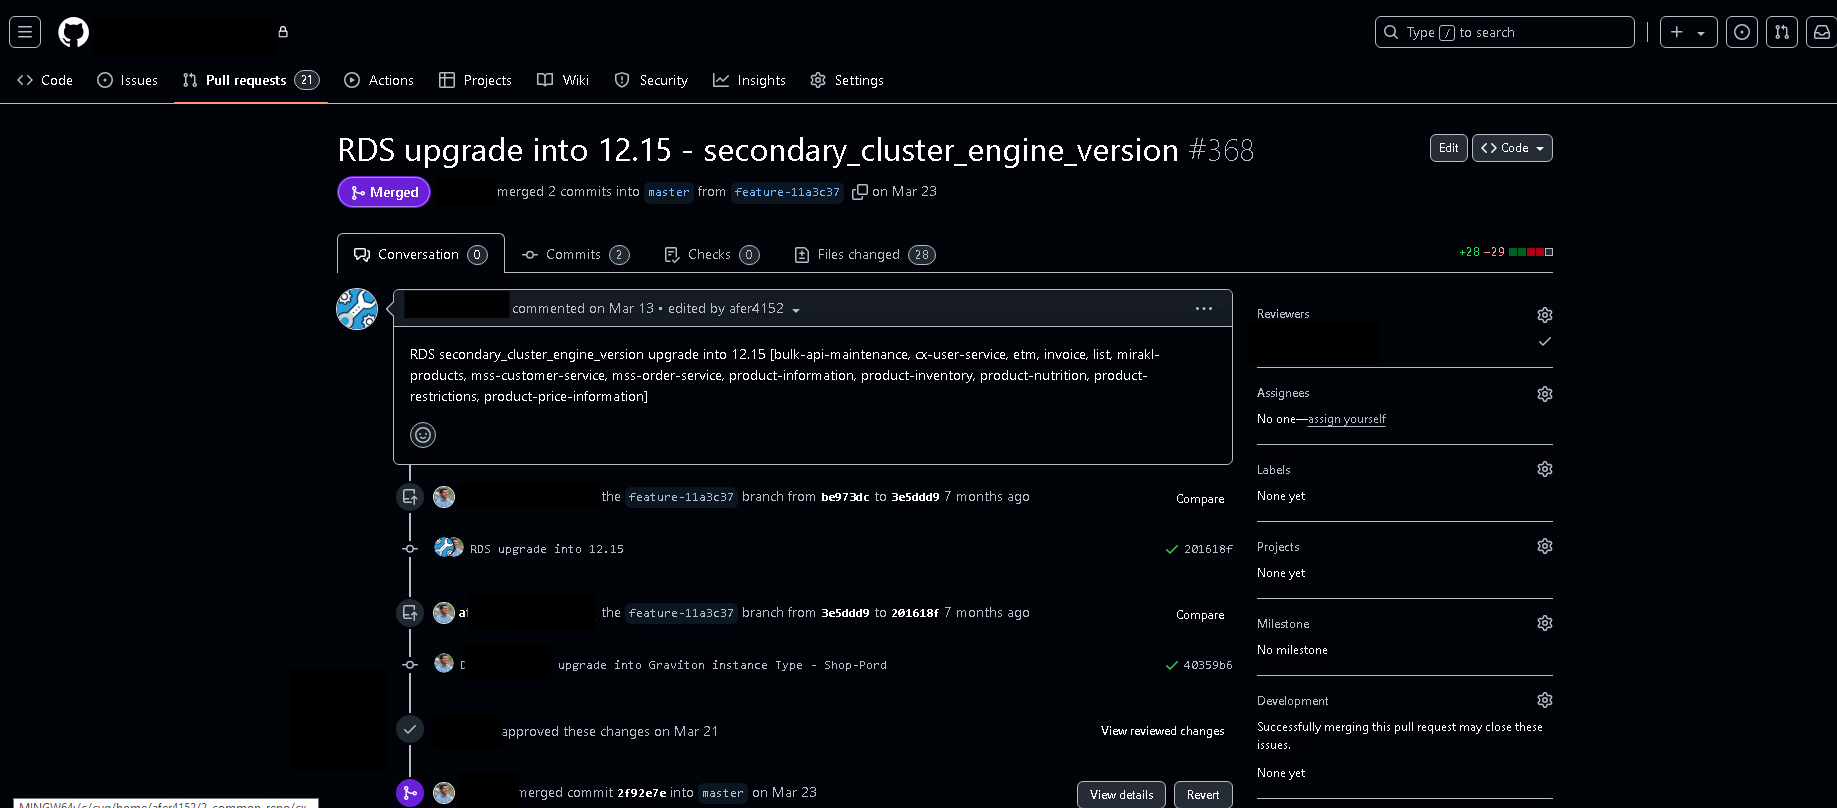 Type / to search
Code Issues Pull requests 21 Actions Projects Wiki Security Insights Settings
RDS upgrade into 12.15 - secondary_cluster_engine_version #368
Edit Code
Merged merged 2 commits into master from feature-11a3c37 on Mar 23
Conversation 0 Commits 2 Checks 0 Files changed 28
+28 −29
commented on Mar 13 • edited by afer4152
RDS secondary_cluster_engine_version upgrade into 12.15 [bulk-api-maintenance, cx-user-service, etm, invoice, list, mirakl-
products, mss-customer-service, mss-order-service, product-information, product-inventory, product-nutrition, product-
restrictions, product-price-information]
the feature-11a3c37 branch from be973dc to 3e5ddd9 7 months ago
Compare
RDS upgrade into 12.15
201618f
the feature-11a3c37 branch from 3e5ddd9 to 201618f 7 months ago
Compare
upgrade into Graviton instance Type - Shop-Pord
40359b6
approved these changes on Mar 21
View reviewed changes
merged commit 2f92e7e into master on Mar 23
View details Revert
Reviewers
Assignees
No one—assign yourself
Labels
None yet
Projects
None yet
Milestone
No milestone
Development
Successfully merging this pull request may close these
issues.
None yet